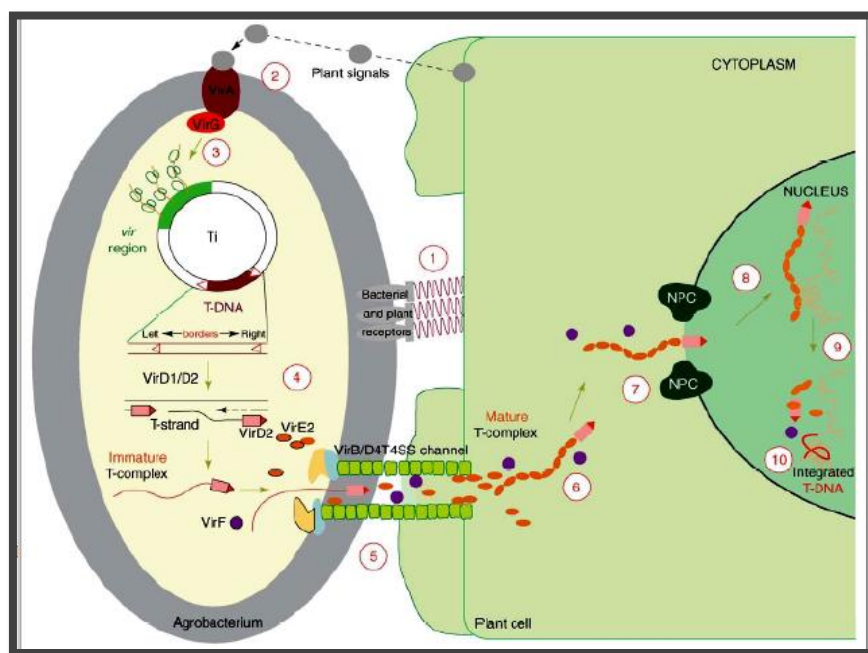 Plant signals
CYTOPLASM
2
VirA
VirG
3
NUCLEUS
vir
region
Ti
1
8
T-DNA
Bacterial
and plant
receptors
NPC
9
Left borders Right
VirD1/D2
4
7
NPC
T-strand
VirD2
VirE2
Mature
T-complex
VirB/D4T4SS channel
10
Immature
T-complex
6
Integrated
T-DNA
VirF
5
Agrobacterium
Plant cell